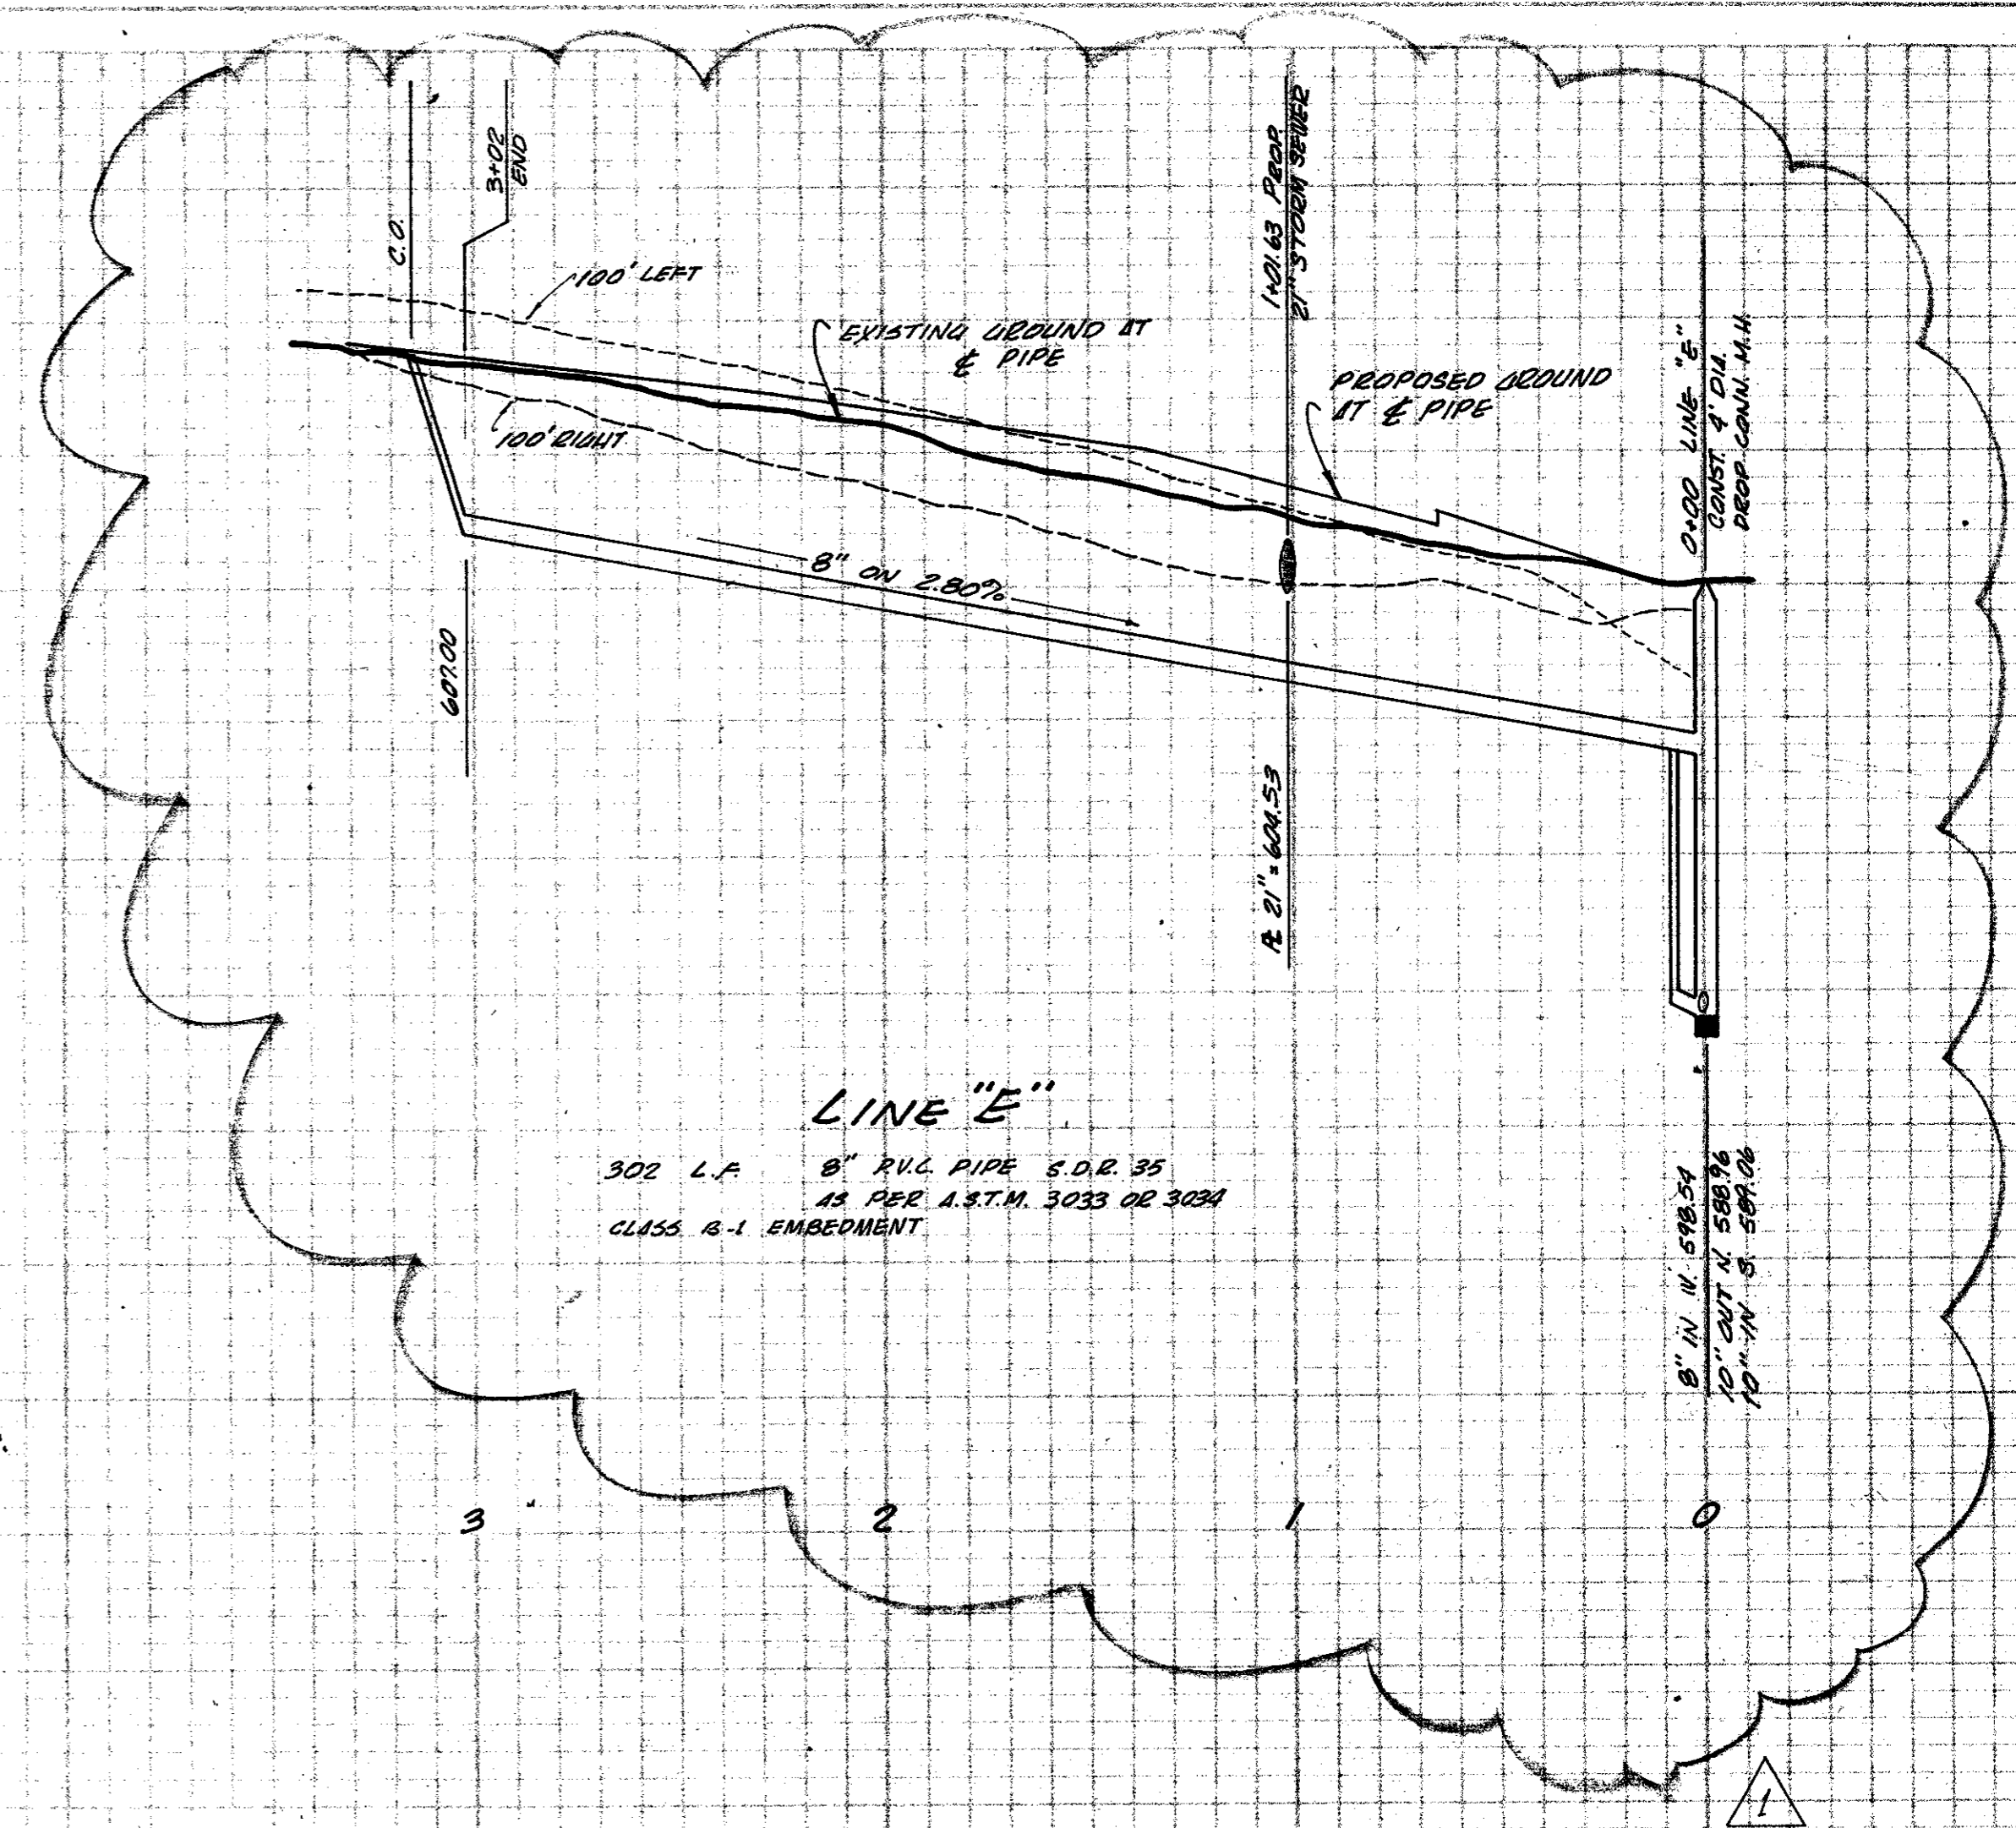 C.O.
3+02
END
1+01.63 PROP.
21" STORM SEWER
100' LEFT
EXISTING GROUND AT
℄ PIPE
PROPOSED GROUND
AT ℄ PIPE
0+00 LINE "E"
CONST. 4' DIA.
DROP CONN. M.H.
100' RIGHT
8" ON 2.80%
607.00
21" = 604.53
LINE "E"
302 L.F. 8" P.V.C. PIPE S.D.R. 35
AS PER A.S.T.M. 3033 OR 3034
CLASS B-1 EMBEDMENT
8" IN W. 598.54
10" OUT N. 588.96
10" IN S. 589.06
3 2 1 0
1